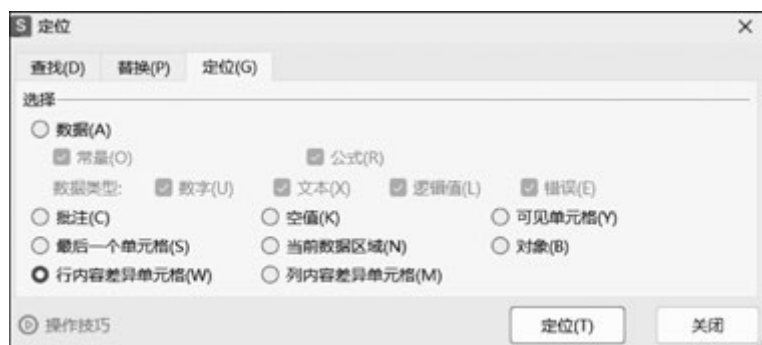 S 定位
查找(D) 替换(P) 定位(G)
选择
数据(A)
常量(O) 公式(R)
数据类型: 数字(U) 文本(X) 逻辑值(L) 错误(E)
批注(C) 空值(K) 可见单元格(Y)
最后一个单元格(S) 当前数据区域(N) 对象(B)
行内容差异单元格(W) 列内容差异单元格(M)
操作技巧 定位(T) 关闭